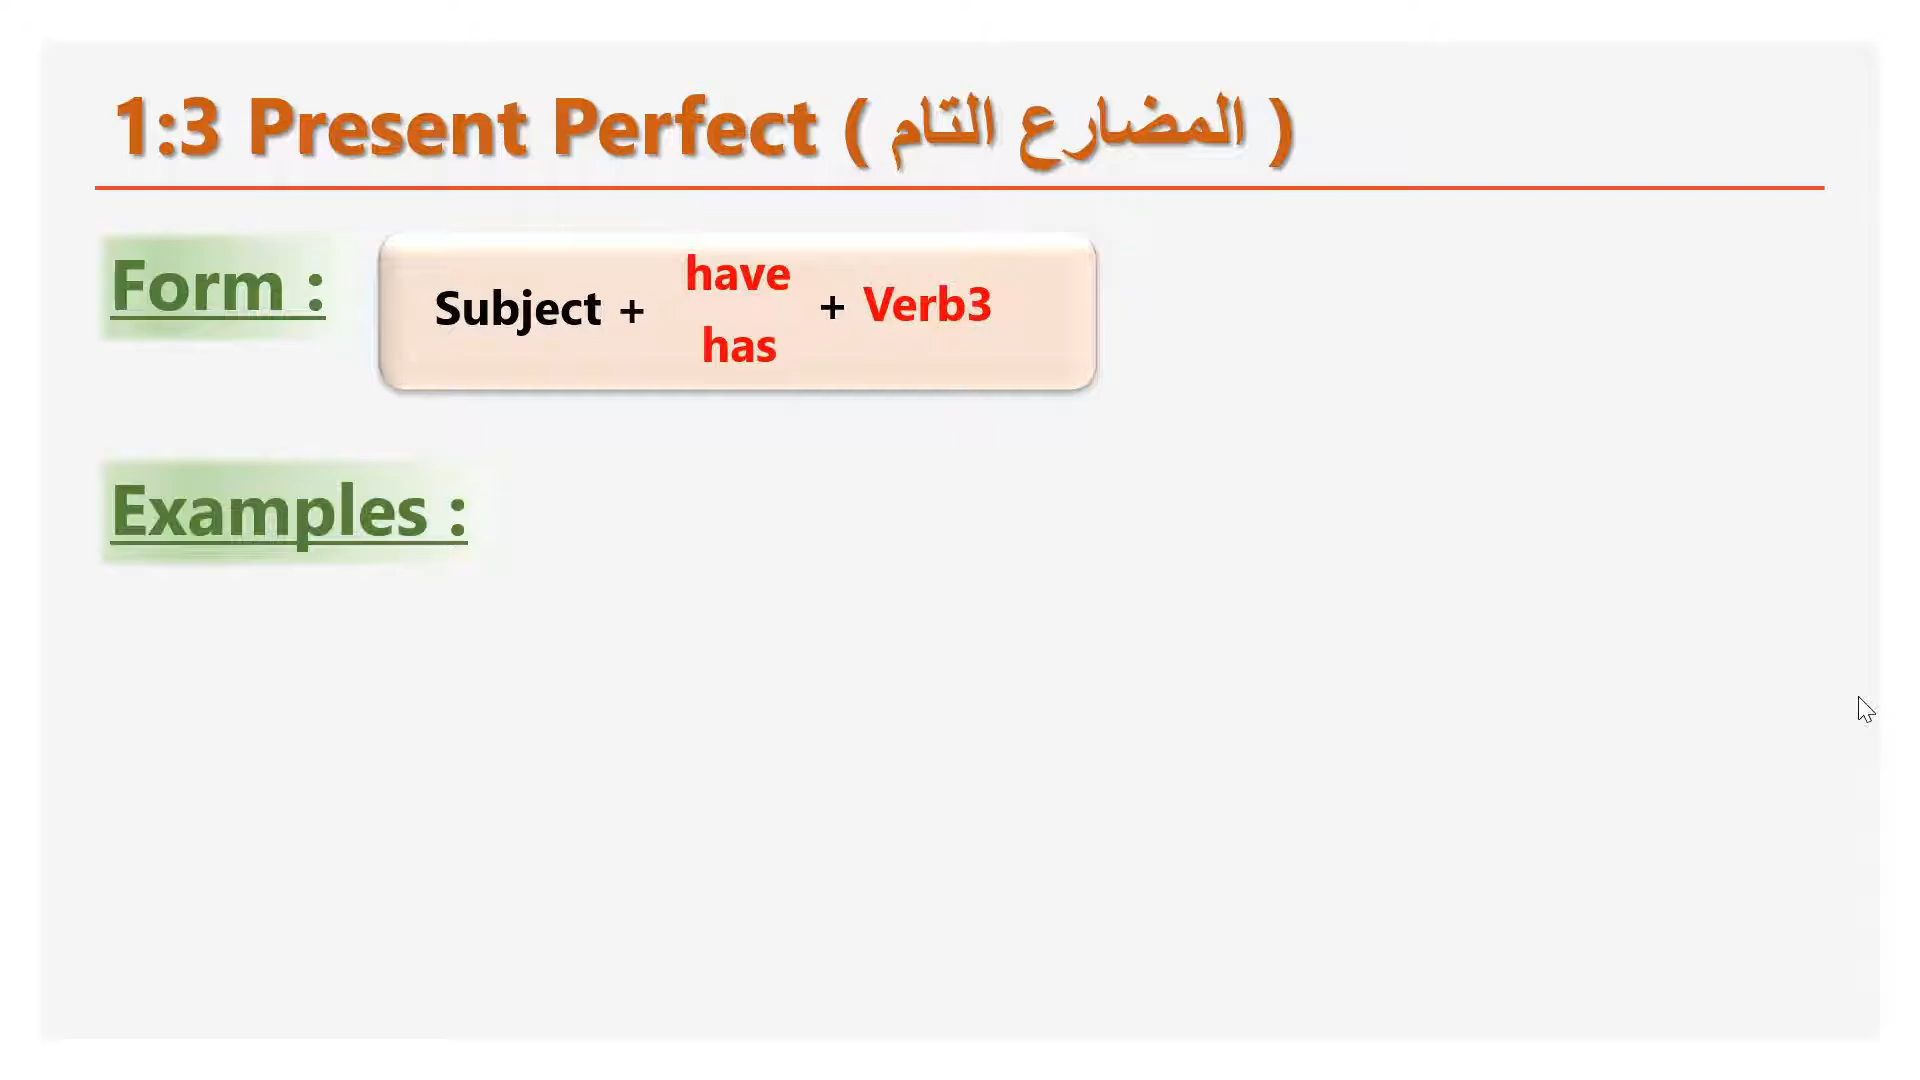 1:3 Present Perfect ( المضارع التام )
Form :
have
Subject + + Verb3
has
Examples :